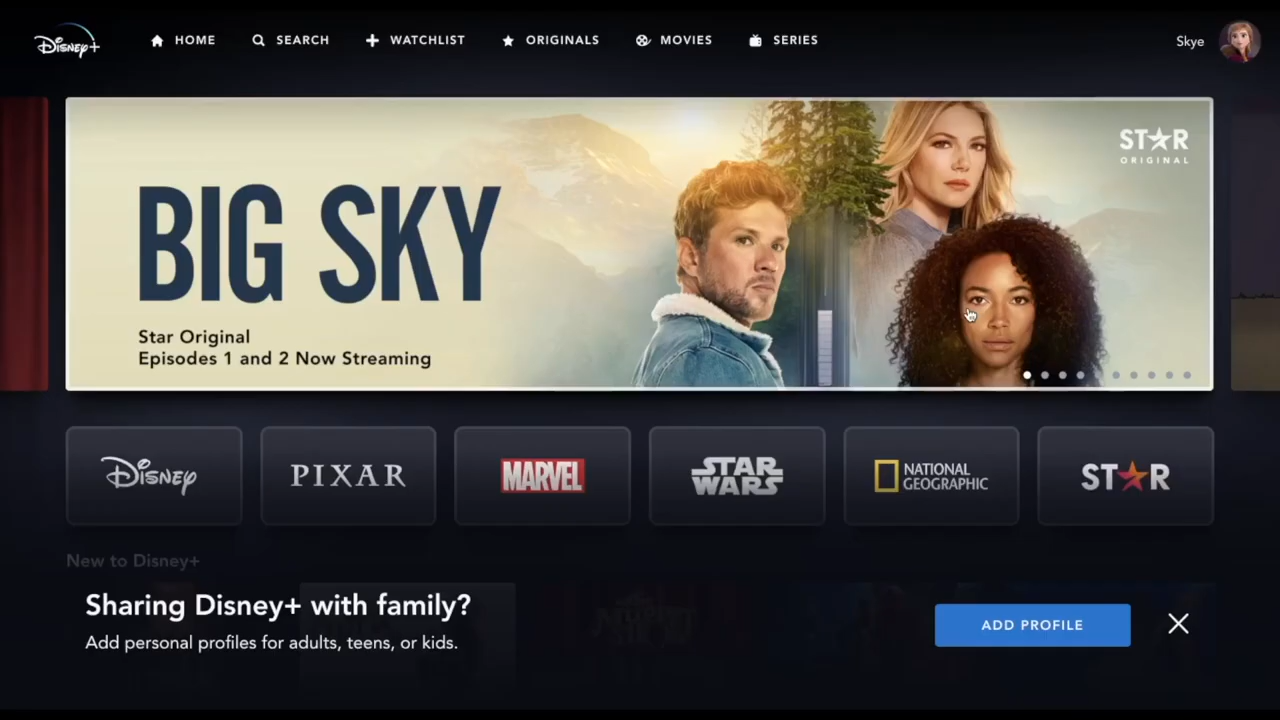 Disney+
HOME
SEARCH
WATCHLIST
ORIGINALS
MOVIES
SERIES
Skye
STAR
ORIGINAL
BIG SKY
Star Original
Episodes 1 and 2 Now Streaming
Disney
PIXAR
MARVEL
STAR
WARS
NATIONAL
GEOGRAPHIC
STAR
New to Disney+
Sharing Disney+ with family?
Add personal profiles for adults, teens, or kids.
ADD PROFILE